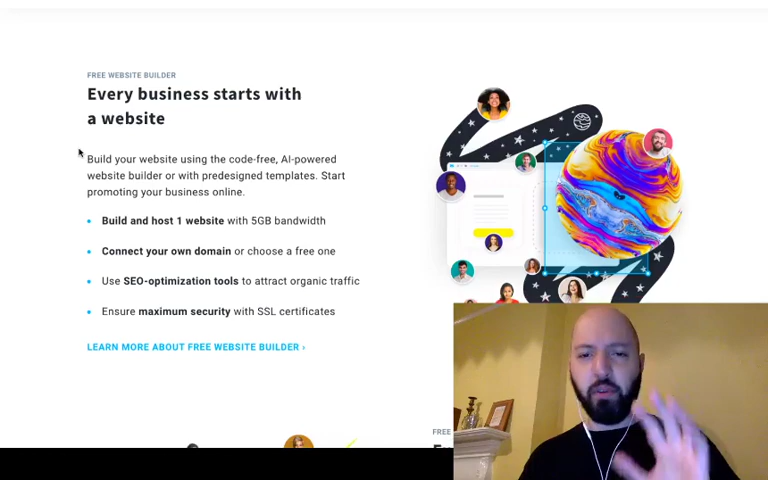 FREE WEBSITE BUILDER
Every business starts with
a website
Build your website using the code-free, AI-powered
website builder or with predesigned templates. Start
promoting your business online.
Build and host 1 website with 5GB bandwidth
Connect your own domain or choose a free one
Use SEO-optimization tools to attract organic traffic
Ensure maximum security with SSL certificates
LEARN MORE ABOUT FREE WEBSITE BUILDER ›
FREE